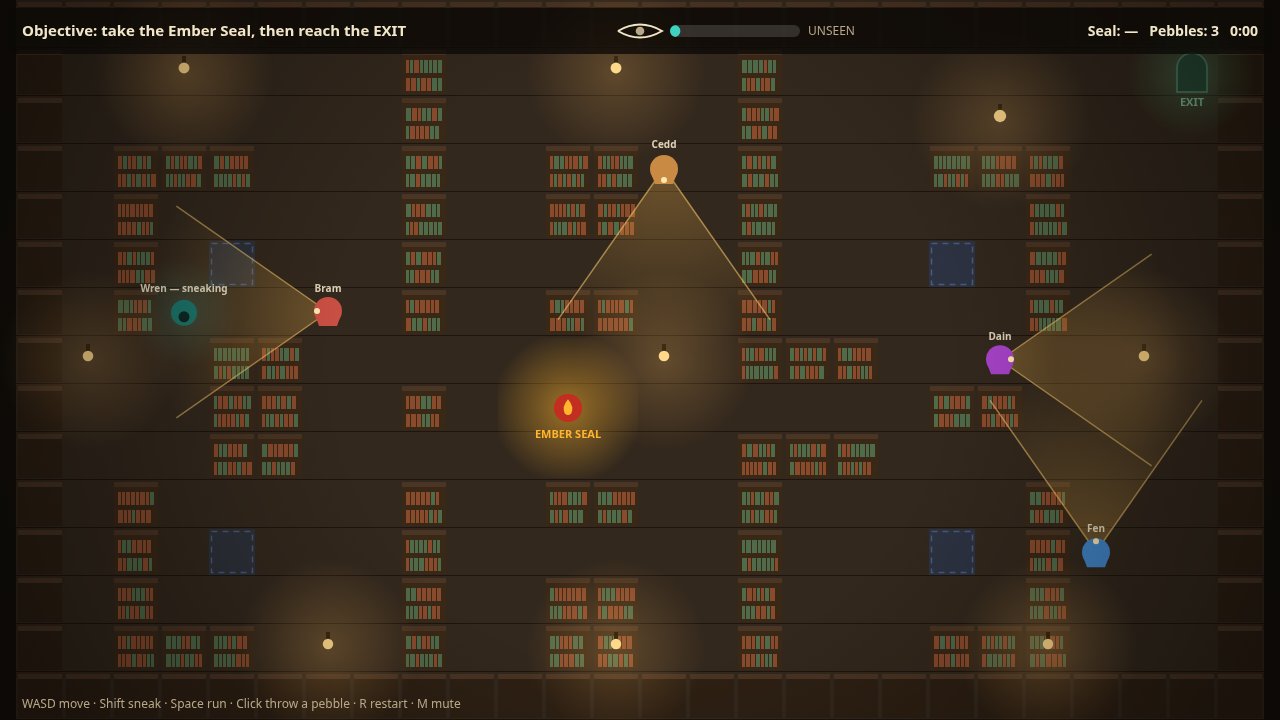 Objective: take the Ember Seal, then reach the EXIT
UNSEEN
Seal: — Pebbles: 3 0:00
EXIT
Cedd
Wren — sneaking
Bram
Dain
EMBER SEAL
Fen
WASD move · Shift sneak · Space run · Click throw a pebble · R restart · M mute